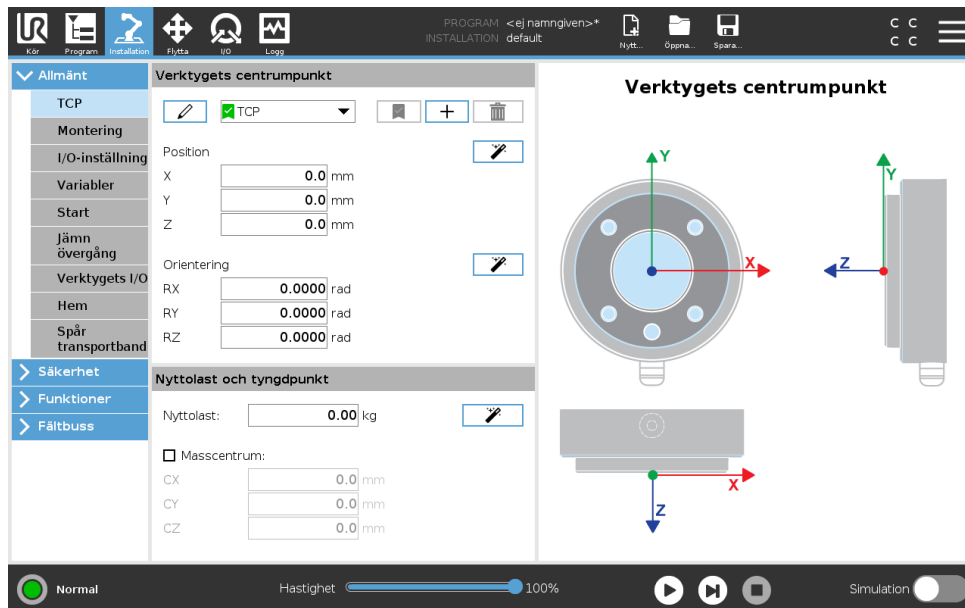 UR
Kör
Program
Installation
Flytta
I/O
Logg
PROGRAM <ej namngiven>*
INSTALLATION default
Nytt...
Öppna...
Spara...
C C
C C
Allmänt
TCP
Montering
I/O-inställning
Variabler
Start
Jämn
övergång
Verktygets I/O
Hem
Spår
transportband
Säkerhet
Funktioner
Fältbuss
Verktygets centrumpunkt
TCP
Position
X 0.0 mm
Y 0.0 mm
Z 0.0 mm
Orientering
RX 0.0000 rad
RY 0.0000 rad
RZ 0.0000 rad
Nyttolast och tyngdpunkt
Nyttolast: 0.00 kg
Masscentrum:
CX 0.0 mm
CY 0.0 mm
CZ 0.0 mm
Verktygets centrumpunkt
Y
X
Y
Z
X
Z
Normal
Hastighet 100%
Simulation